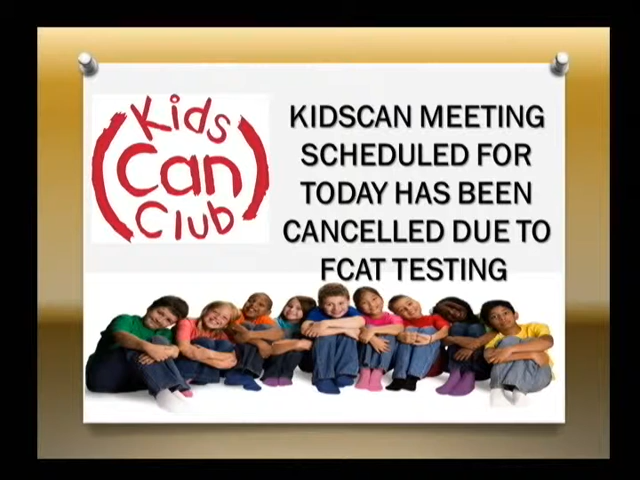 Kids
Can
Club
KIDSCAN MEETING
SCHEDULED FOR
TODAY HAS BEEN
CANCELLED DUE TO
FCAT TESTING